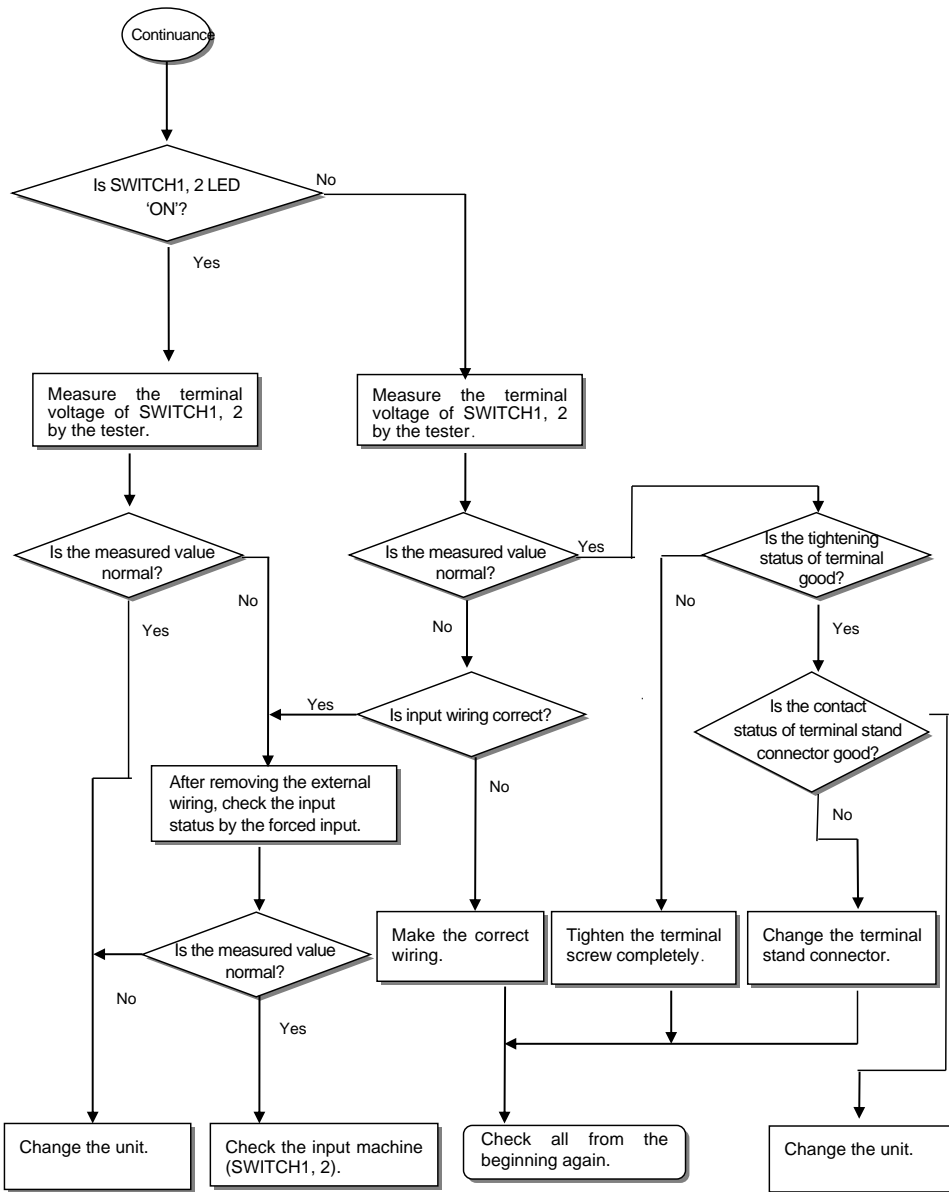 Continuance
Is SWITCH1, 2 LED
‘ON’?
No
Yes
Measure the terminal
voltage of SWITCH1, 2
by the tester.
Measure the terminal
voltage of SWITCH1, 2
by the tester.
Is the measured value
normal?
No
Yes
Is the measured value
normal?
Yes
No
Is the tightening
status of terminal
good?
No
Yes
Is input wiring correct?
Yes
No
Is the contact
status of terminal stand
connector good?
No
After removing the external
wiring, check the input
status by the forced input.
Is the measured value
normal?
No
Yes
Make the correct
wiring.
Tighten the terminal
screw completely.
Change the terminal
stand connector.
Change the unit.
Check the input machine
(SWITCH1, 2).
Check all from the
beginning again.
Change the unit.